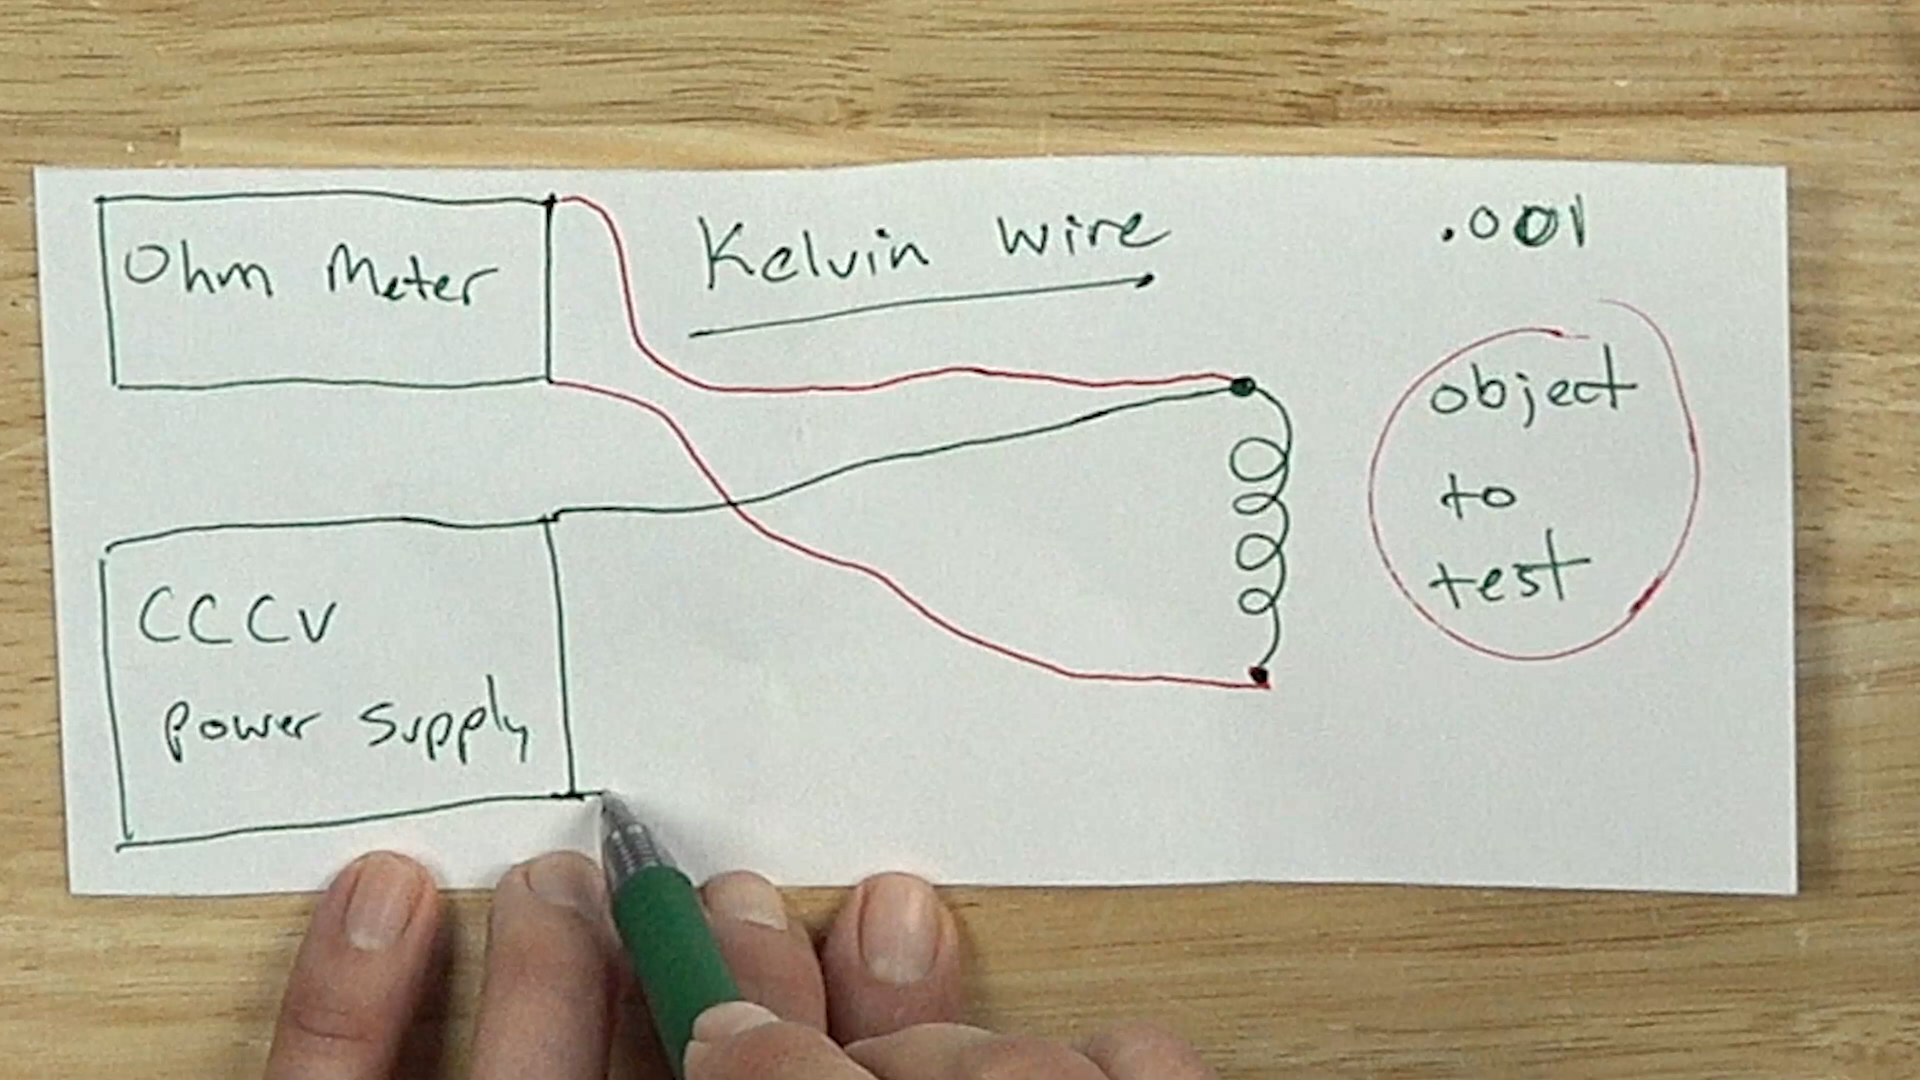 Ohm Meter
Kelvin Wire
.001
object
to
test
CCCV
Power Supply